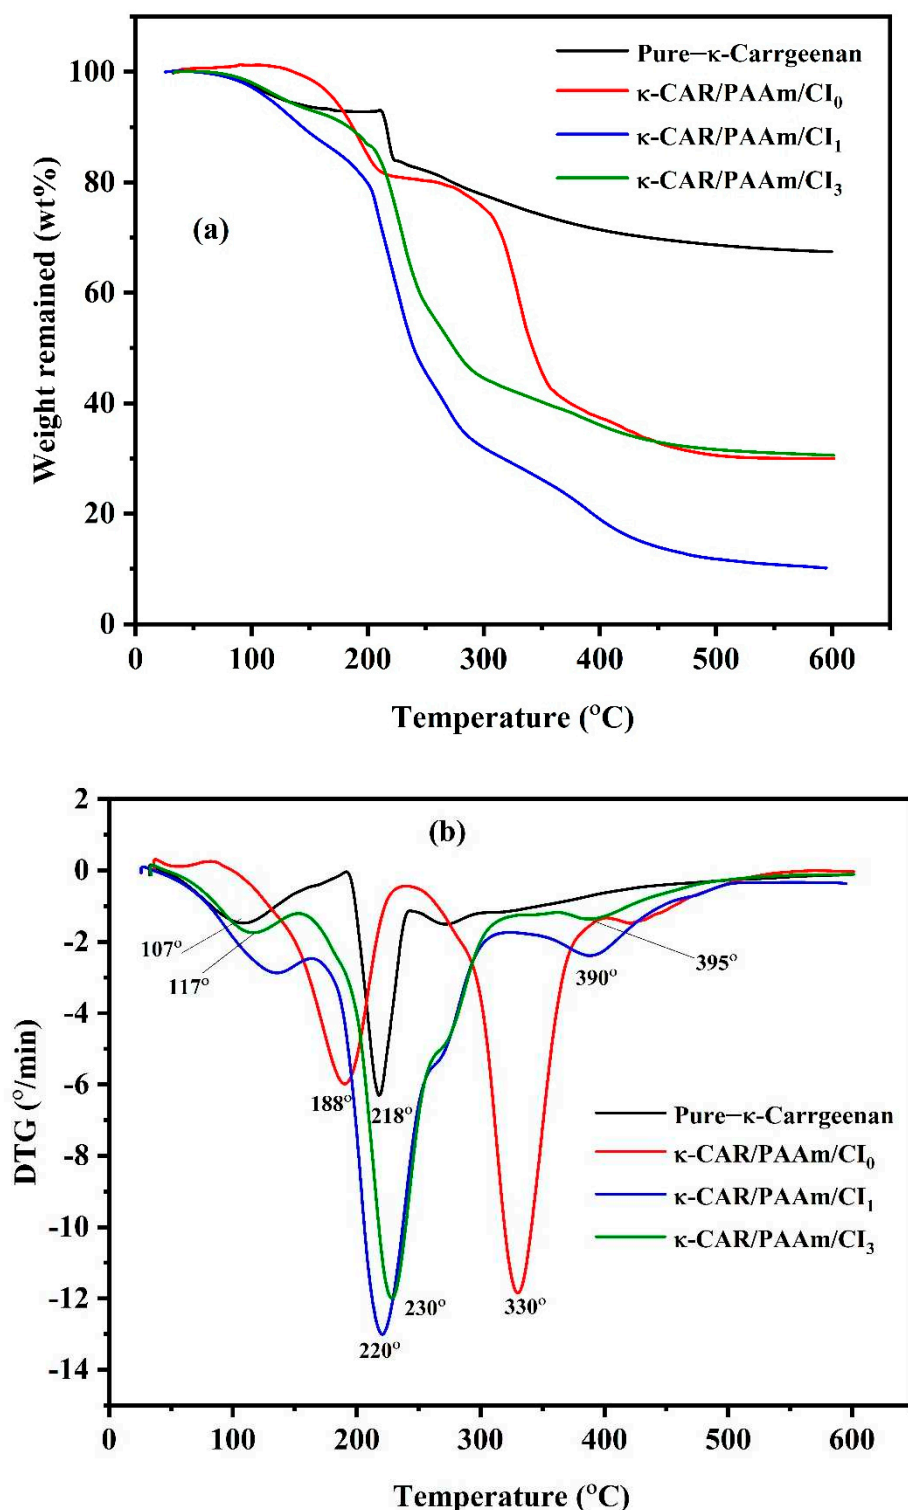 Pure–κ-Carrgeenan
κ-CAR/PAAm/CI₀
κ-CAR/PAAm/CI₁
κ-CAR/PAAm/CI₃
(a)
Weight remained (wt%)
100
80
60
40
20
0
0 100 200 300 400 500 600
Temperature (°C)
(b)
DTG (°/min)
2
0
-2
-4
-6
-8
-10
-12
-14
107°
117°
188°
218°
220°
230°
330°
390°
395°
Pure–κ-Carrgeenan
κ-CAR/PAAm/CI₀
κ-CAR/PAAm/CI₁
κ-CAR/PAAm/CI₃
0 100 200 300 400 500 600
Temperature (°C)